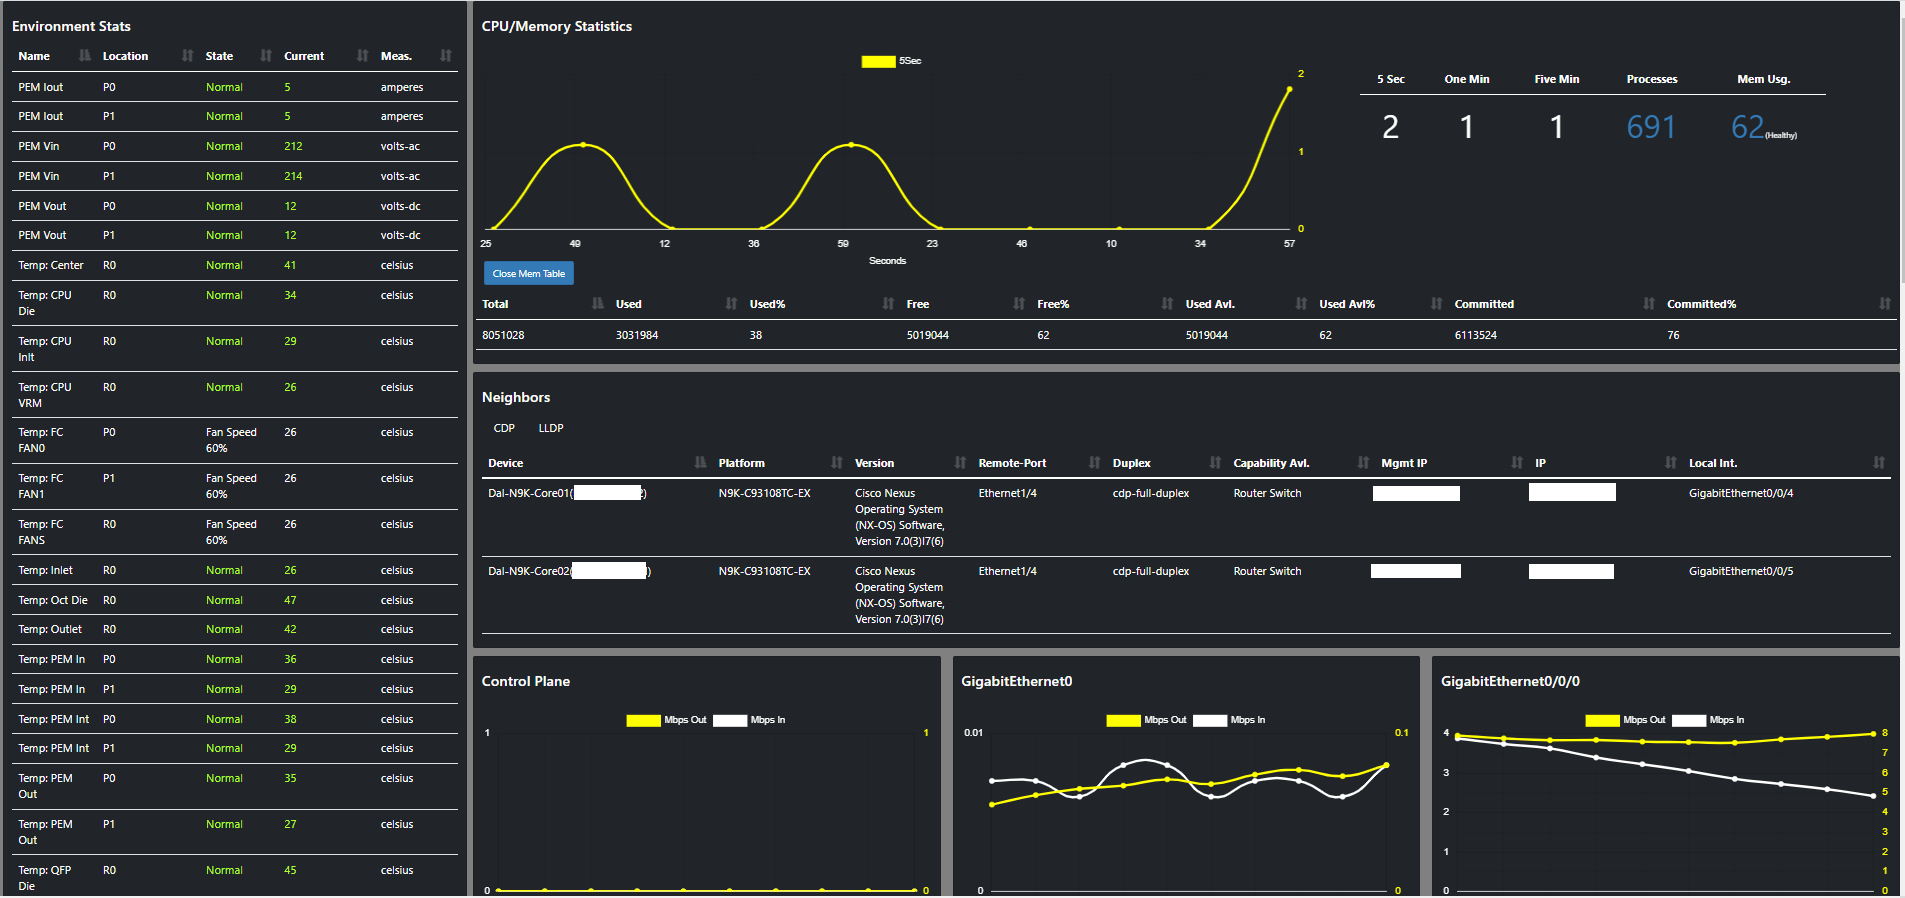 Environment Stats
Name Location State Current Meas.
PEM Iout P0 Normal 5 amperes
PEM Iout P1 Normal 5 amperes
PEM Vin P0 Normal 212 volts-ac
PEM Vin P1 Normal 214 volts-ac
PEM Vout P0 Normal 12 volts-dc
PEM Vout P1 Normal 12 volts-dc
Temp: Center R0 Normal 41 celsius
Temp: CPU R0 Normal 34 celsius
Die
Temp: CPU R0 Normal 29 celsius
Inlt
Temp: CPU R0 Normal 26 celsius
VRM
Temp: FC P0 Fan Speed 26 celsius
FAN0 60%
Temp: FC P1 Fan Speed 26 celsius
FAN1 60%
Temp: FC R0 Fan Speed 26 celsius
FANS 60%
Temp: Inlet R0 Normal 26 celsius
Temp: Oct Die R0 Normal 47 celsius
Temp: Outlet R0 Normal 42 celsius
Temp: PEM In P0 Normal 36 celsius
Temp: PEM In P1 Normal 29 celsius
Temp: PEM Int P0 Normal 38 celsius
Temp: PEM Int P1 Normal 29 celsius
Temp: PEM P0 Normal 35 celsius
Out
Temp: PEM P1 Normal 27 celsius
Out
Temp: QFP R0 Normal 45 celsius
Die
CPU/Memory Statistics
5Sec
2
1
0
25 49 12 36 59 23 46 10 34 57
Seconds
5 Sec One Min Five Min Processes Mem Usg.
2 1 1 691 62(Healthy)
Close Mem Table
Total Used Used% Free Free% Used Avl. Used Avl% Committed Committed%
8051028 3031984 38 5019044 62 5019044 62 6113524 76
Neighbors
CDP LLDP
Device Platform Version Remote-Port Duplex Capability Avl. Mgmt IP IP Local Int.
Dal-N9K-Core01( 2) N9K-C93108TC-EX Cisco Nexus Ethernet1/4 cdp-full-duplex Router Switch GigabitEthernet0/0/4
Operating System
(NX-OS) Software,
Version 7.0(3)I7(6)
Dal-N9K-Core02( ) N9K-C93108TC-EX Cisco Nexus Ethernet1/4 cdp-full-duplex Router Switch GigabitEthernet0/0/5
Operating System
(NX-OS) Software,
Version 7.0(3)I7(6)
Control Plane
Mbps Out Mbps In
1 1
0 0
GigabitEthernet0
Mbps Out Mbps In
0.01 0.1
0 0
GigabitEthernet0/0/0
Mbps Out Mbps In
4 8
7
3 6
5
2 4
3
1 2
1
0 0